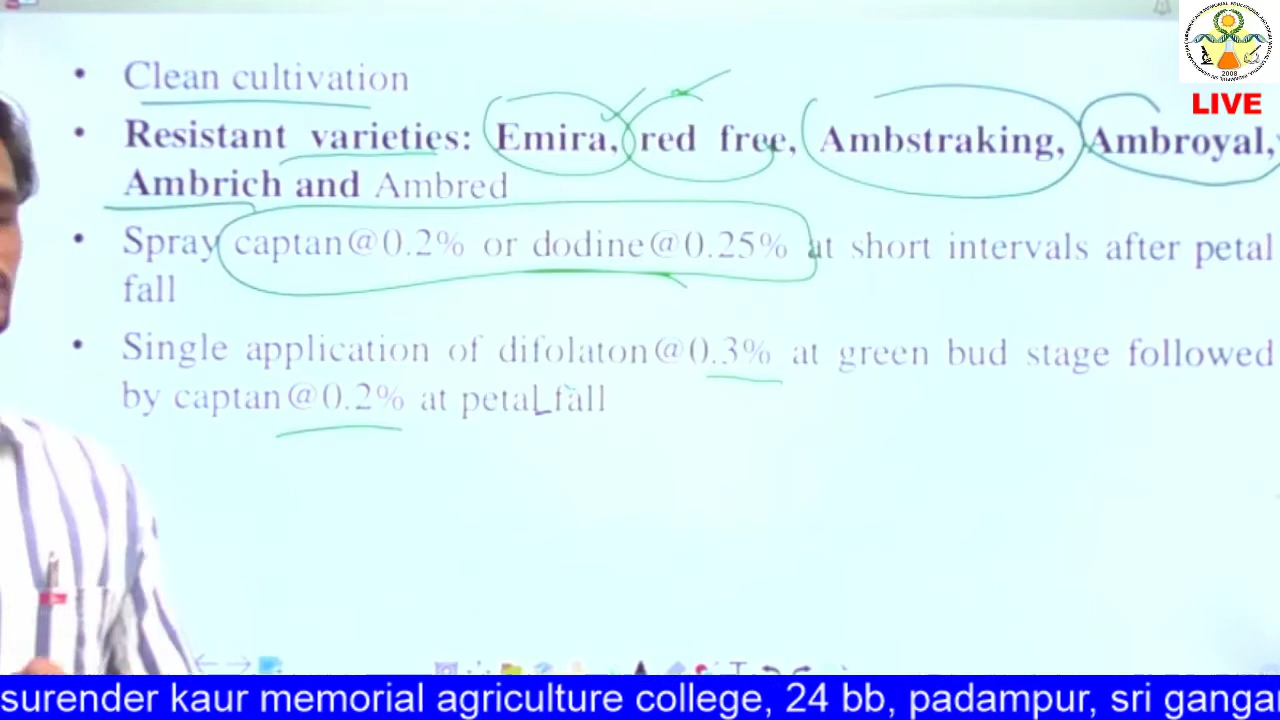 Clean cultivation
Resistant varieties: Emira, red free, Ambstraking, Ambroyal,
Ambrich and Ambred
Spray captan@0.2% or dodine@0.25% at short intervals after petal
fall
Single application of difolaton@0.3% at green bud stage followed
by captan@0.2% at petal fall
2008
LIVE
surender kaur memorial agriculture college, 24 bb, padampur, sri gangan